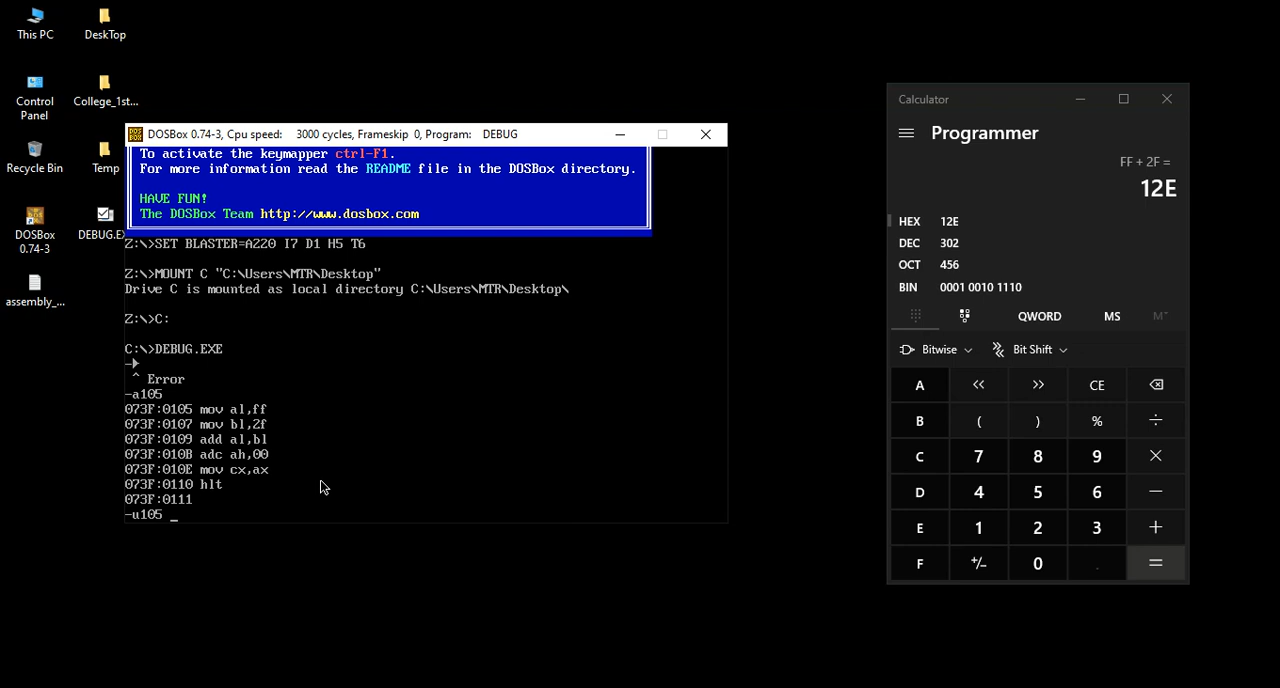 This PC
DeskTop
Control Panel
College_1st...
Recycle Bin
Temp
DOSBox 0.74-3
DEBUG.EX
assembly_...
DOSBox 0.74-3, Cpu speed: 3000 cycles, Frameskip 0, Program: DEBUG
To activate the keymapper ctrl-F1.
For more information read the README file in the DOSBox directory.
HAVE FUN!
The DOSBox Team http://www.dosbox.com
Z:\>SET BLASTER=A220 I7 D1 H5 T6
Z:\>MOUNT C "C:\Users\MTR\Desktop"
Drive C is mounted as local directory C:\Users\MTR\Desktop\
Z:\>C:
C:\>DEBUG.EXE
-
^ Error
-a105
073F:0105 mov al,ff
073F:0107 mov bl,2f
073F:0109 add al,bl
073F:010B adc ah,00
073F:010E mov cx,ax
073F:0110 hlt
073F:0111
-u105 _
Calculator
Programmer
FF + 2F =
12E
HEX 12E
DEC 302
OCT 456
BIN 0001 0010 1110
QWORD MS M˅
Bitwise Bit Shift
A << >> CE
B ( ) % ÷
C 7 8 9 ×
D 4 5 6 −
E 1 2 3 +
F +/- 0 . =